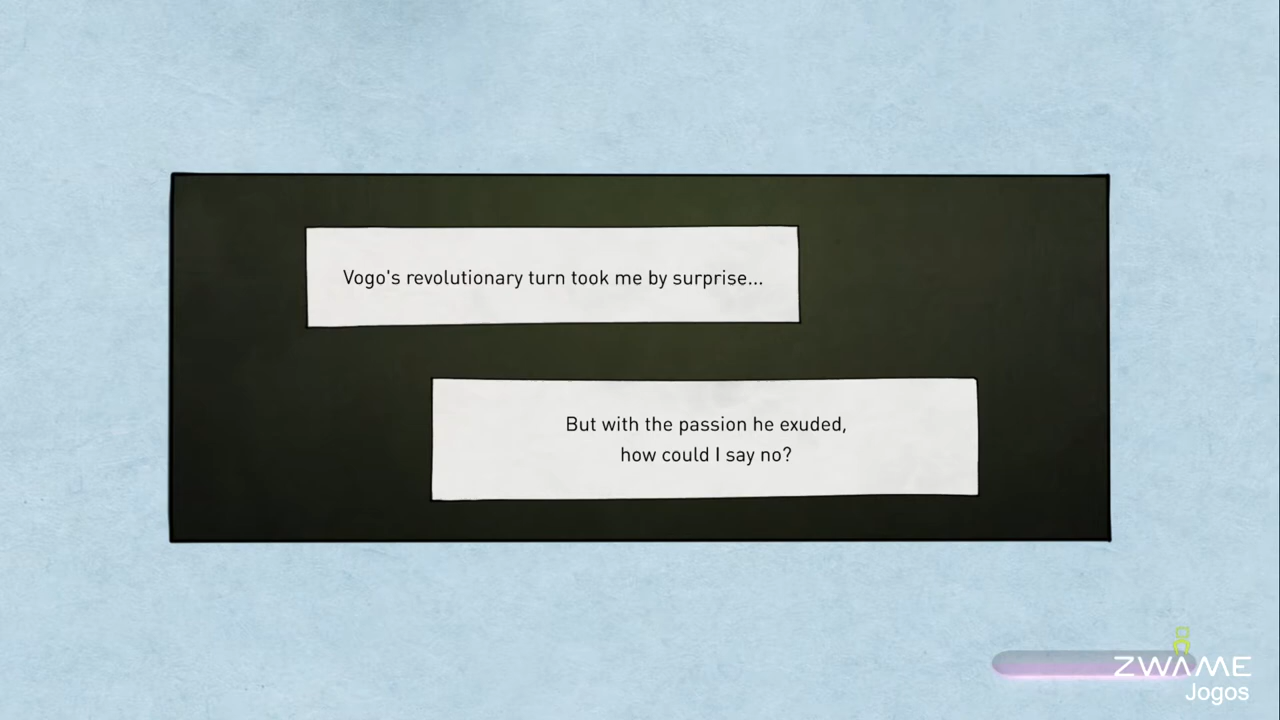 Vogo's revolutionary turn took me by surprise...
But with the passion he exuded,
how could I say no?
ZWAME
Jogos